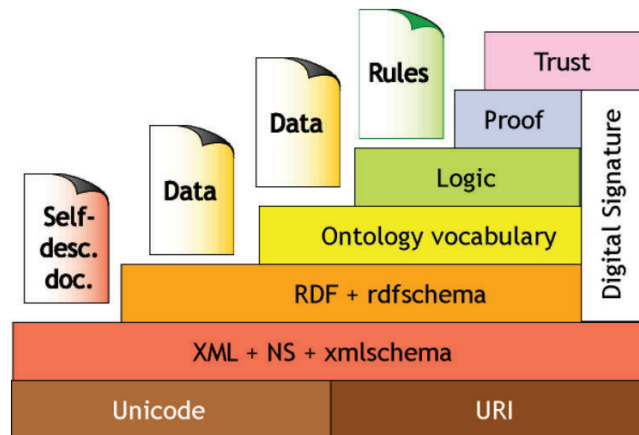 Trust
Rules
Proof
Data
Logic
Data
Digital Signature
Self-
desc.
doc.
Ontology vocabulary
RDF + rdfschema
XML + NS + xmlschema
Unicode
URI